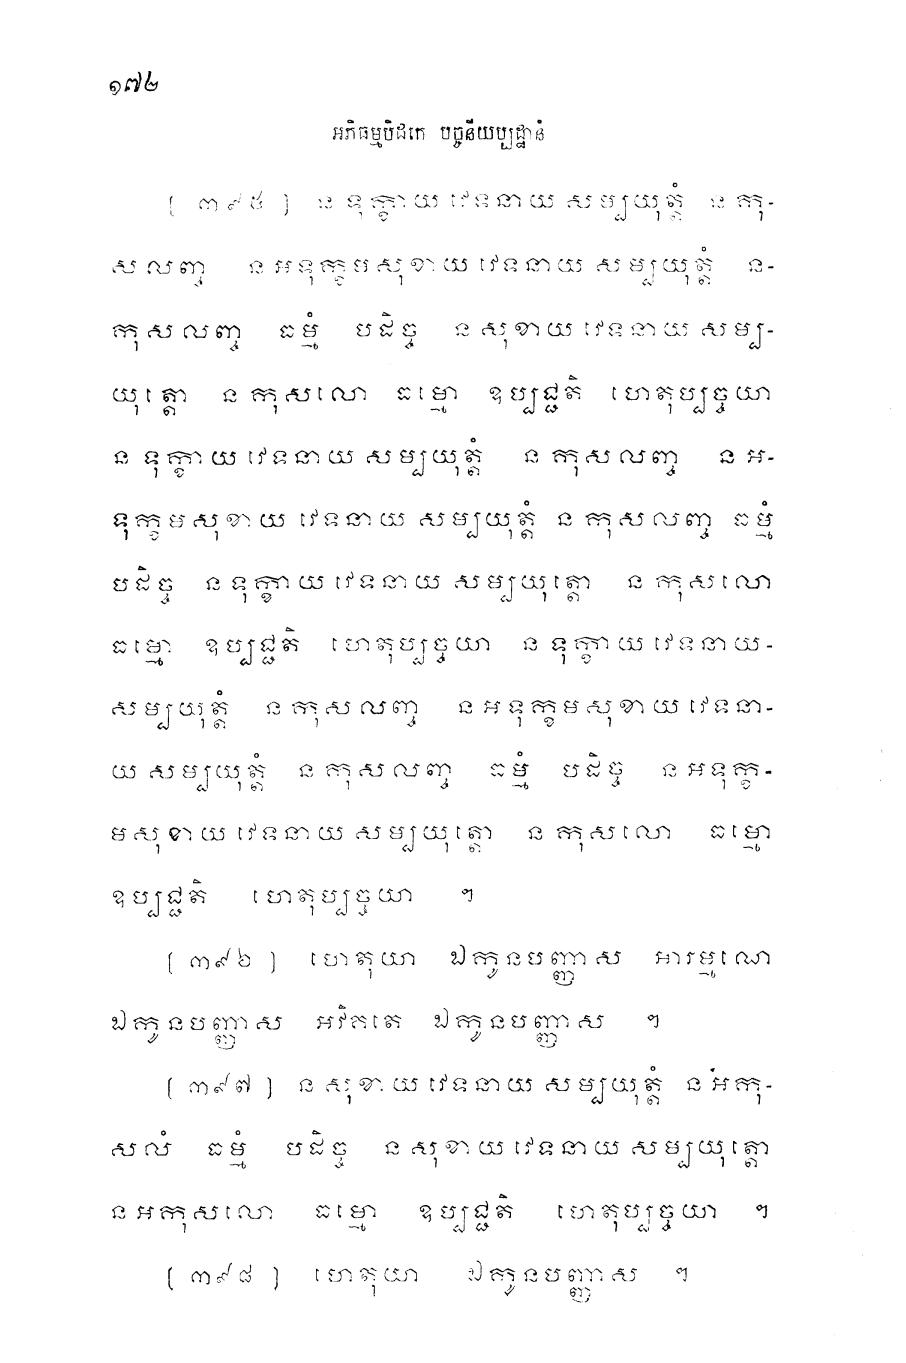 ១៧២
អភិធម្មបិដកេ បច្ចនីយប្បដ្ឋានំ
[ ៣៩៥ ] ន ទុក្ខាយ វេទនាយ សម្បយុត្តំ ន កុ-
សលញ្ច ន អទុក្ខមសុខាយ វេទនាយ សម្បយុត្តំ ន-
កុសលញ្ច ធម្មំ បដិច្ច ន សុខាយ វេទនាយ សម្ប-
យុត្តោ ន កុសលោ ធម្មោ ឧប្បជ្ជតិ ហេតុប្បច្ចយា
ន ទុក្ខាយ វេទនាយ សម្បយុត្តំ ន កុសលញ្ច ន អ-
ទុក្ខមសុខាយ វេទនាយ សម្បយុត្តំ ន កុសលញ្ច ធម្មំ
បដិច្ច ន ទុក្ខាយ វេទនាយ សម្បយុត្តោ ន កុសលោ
ធម្មោ ឧប្បជ្ជតិ ហេតុប្បច្ចយា ន ទុក្ខាយ វេទនាយ-
សម្បយុត្តំ ន កុសលញ្ច ន អទុក្ខមសុខាយ វេទនា-
យ សម្បយុត្តំ ន កុសលញ្ច ធម្មំ បដិច្ច ន អទុក្ខ-
មសុខាយ វេទនាយ សម្បយុត្តោ ន កុសលោ ធម្មោ
ឧប្បជ្ជតិ ហេតុប្បច្ចយា ។
[ ៣៩៦ ] ហេតុយា ឯកូនបញ្ញាស អារម្មណេ
ឯកូនបញ្ញាស អវិគតេ ឯកូនបញ្ញាស ។
[ ៣៩៧ ] ន សុខាយ វេទនាយ សម្បយុត្តំ ន អកុ-
សលំ ធម្មំ បដិច្ច ន សុខាយ វេទនាយ សម្បយុត្តោ
ន អកុសលោ ធម្មោ ឧប្បជ្ជតិ ហេតុប្បច្ចយា ។
[ ៣៩៨ ] ហេតុយា ឯកូនបញ្ញាស ។